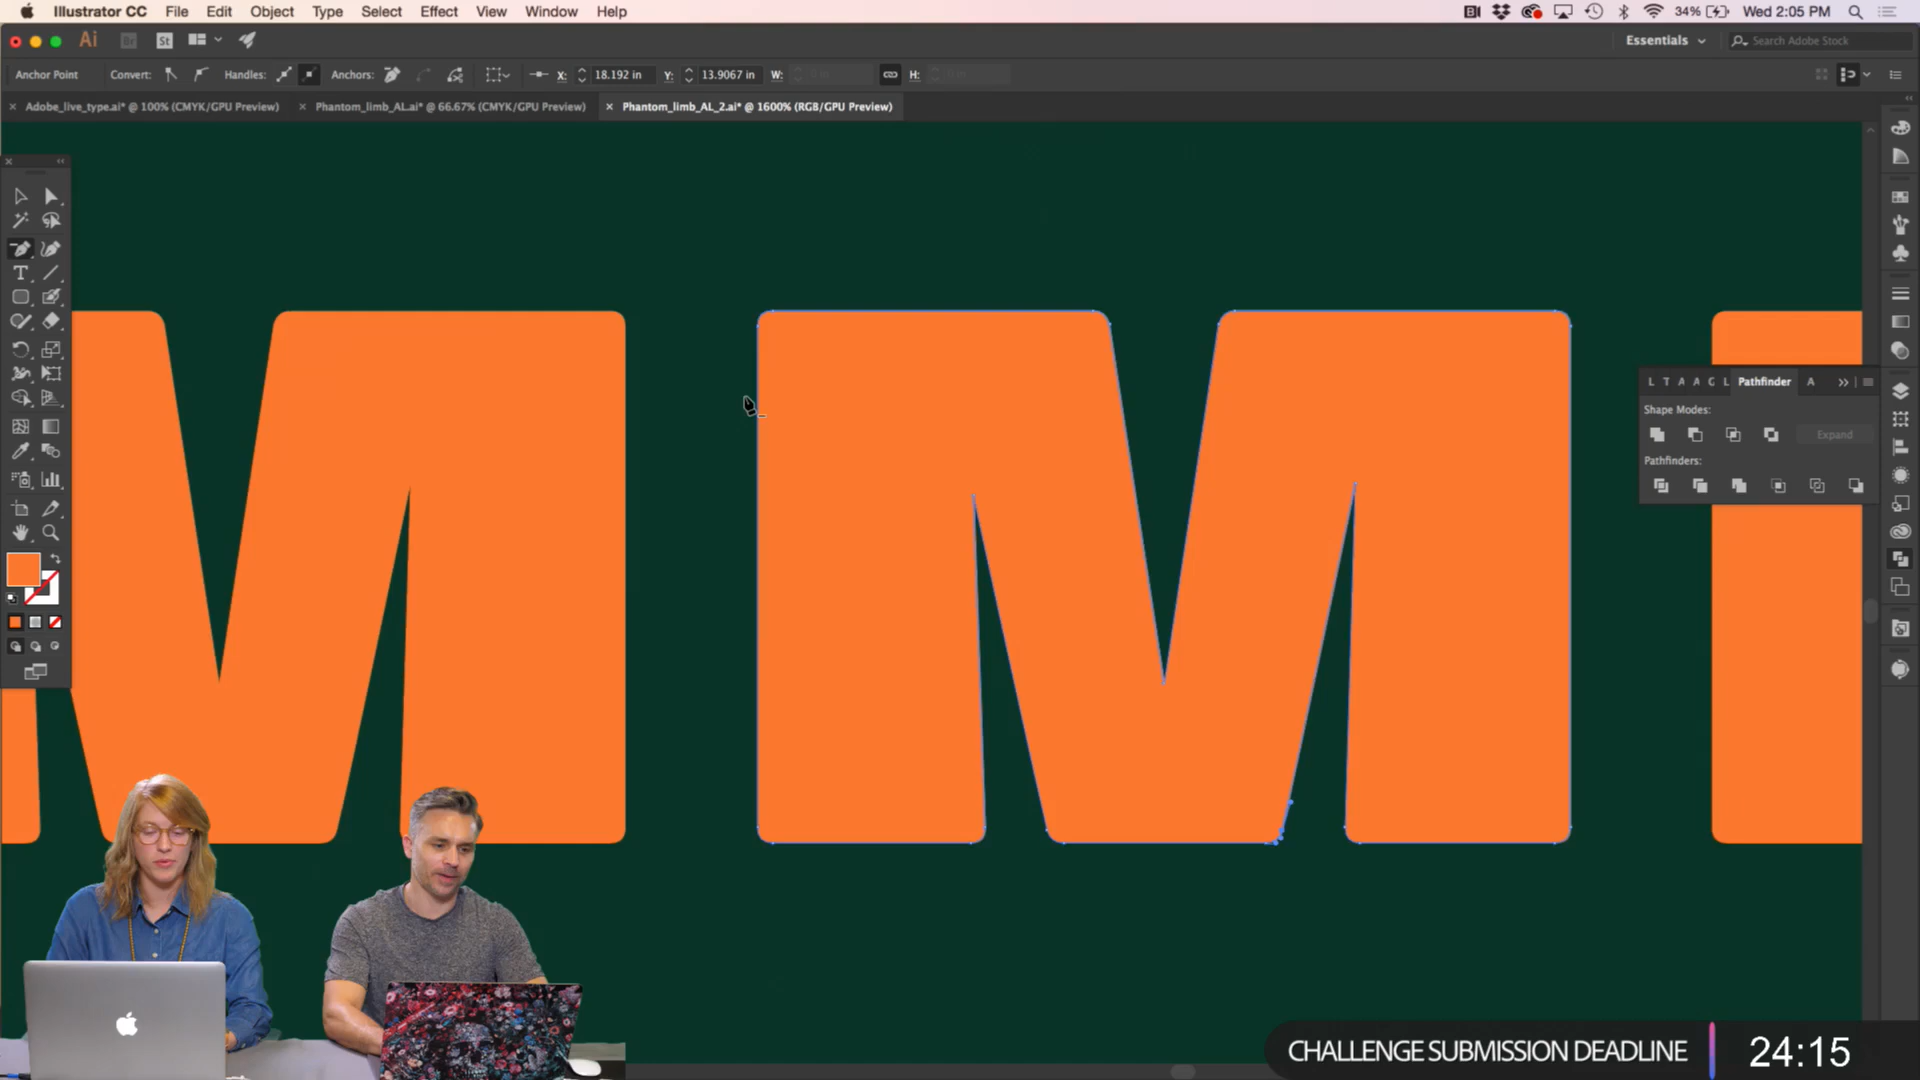 Illustrator CC File Edit Object Type Select Effect View Window Help
34% Wed 2:05 PM
Ai Br St Essentials Search Adobe Stock
Anchor Point Convert: Handles: Anchors: X: 18.192 in Y: 13.9067 in W: H:
Adobe_live_type.ai* @ 100% (CMYK/GPU Preview) Phantom_limb_AL.ai* @ 66.67% (CMYK/GPU Preview) Phantom_limb_AL_2.ai* @ 1600% (RGB/GPU Preview)
M M
L T A A G L Pathfinder A
Shape Modes:
Expand
Pathfinders:
CHALLENGE SUBMISSION DEADLINE 24:15